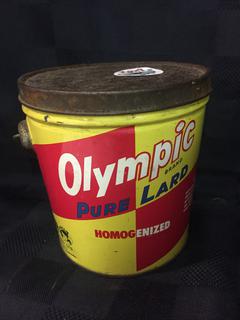 Olympic
BRAND
PURE LARD
HOMOGENIZED